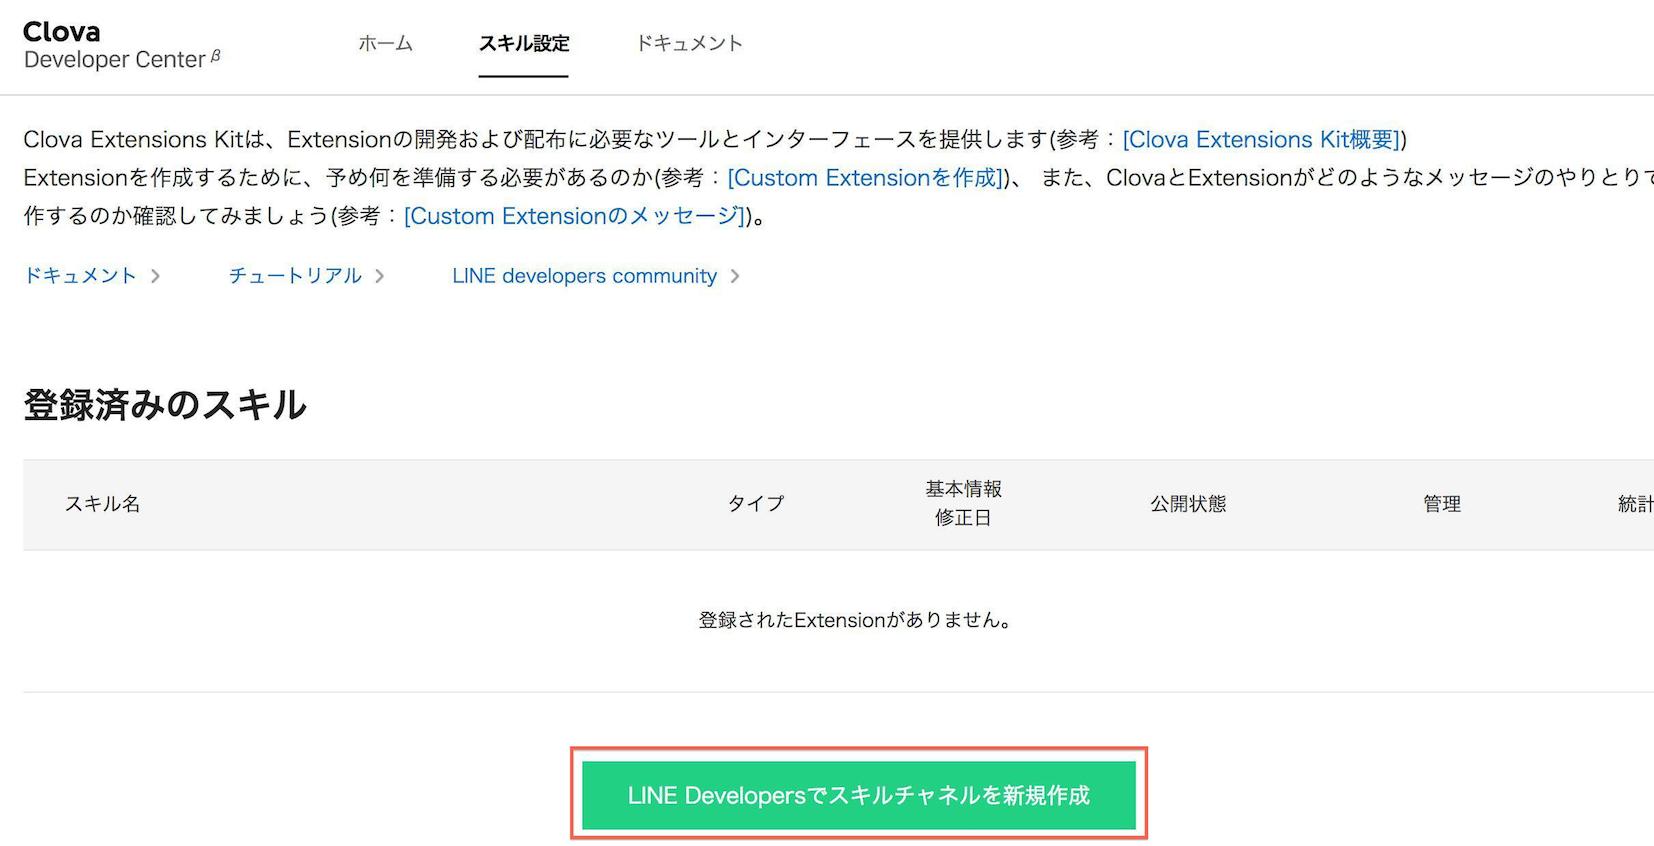 Clova
Developer Center β
ホーム
スキル設定
ドキュメント
Clova Extensions Kitは、Extensionの開発および配布に必要なツールとインターフェースを提供します(参考：[Clova Extensions Kit概要])
Extensionを作成するために、予め何を準備する必要があるのか(参考：[Custom Extensionを作成])、 また、ClovaとExtensionがどのようなメッセージのやりとりで
作するのか確認してみましょう(参考：[Custom Extensionのメッセージ])。
ドキュメント >
チュートリアル >
LINE developers community >
登録済みのスキル
スキル名
タイプ
基本情報
修正日
公開状態
管理
統計
登録されたExtensionがありません。
LINE Developersでスキルチャネルを新規作成